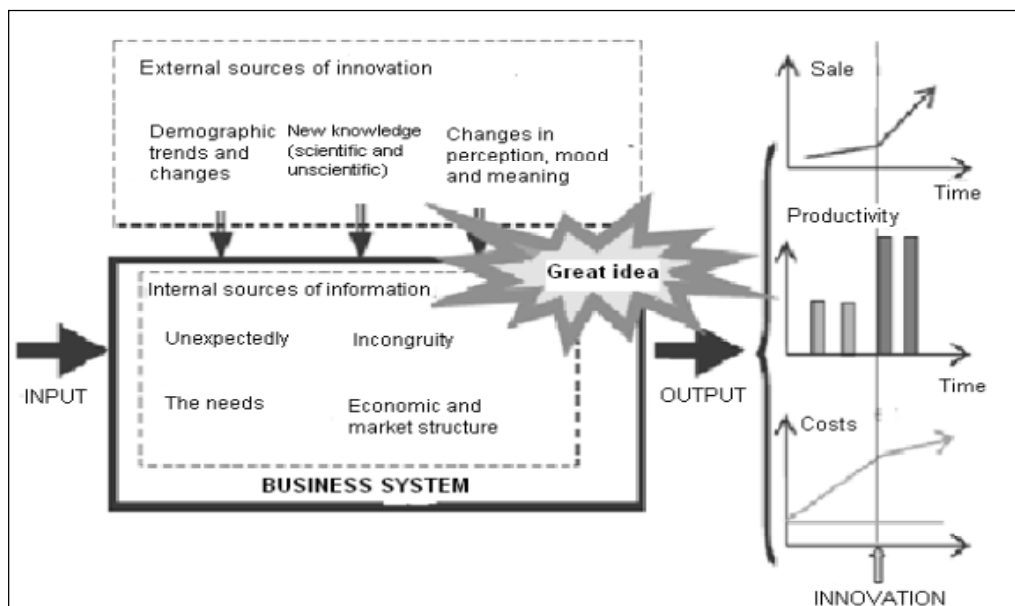 External sources of innovation
Demographic
trends and
changes
New knowledge
(scientific and
unscientific)
Changes in
perception, mood
and meaning
Great idea
Internal sources of information
Unexpectedly
Incongruity
The needs
Economic and
market structure
BUSINESS SYSTEM
INPUT
OUTPUT
Sale
Time
Productivity
Time
Costs
INNOVATION